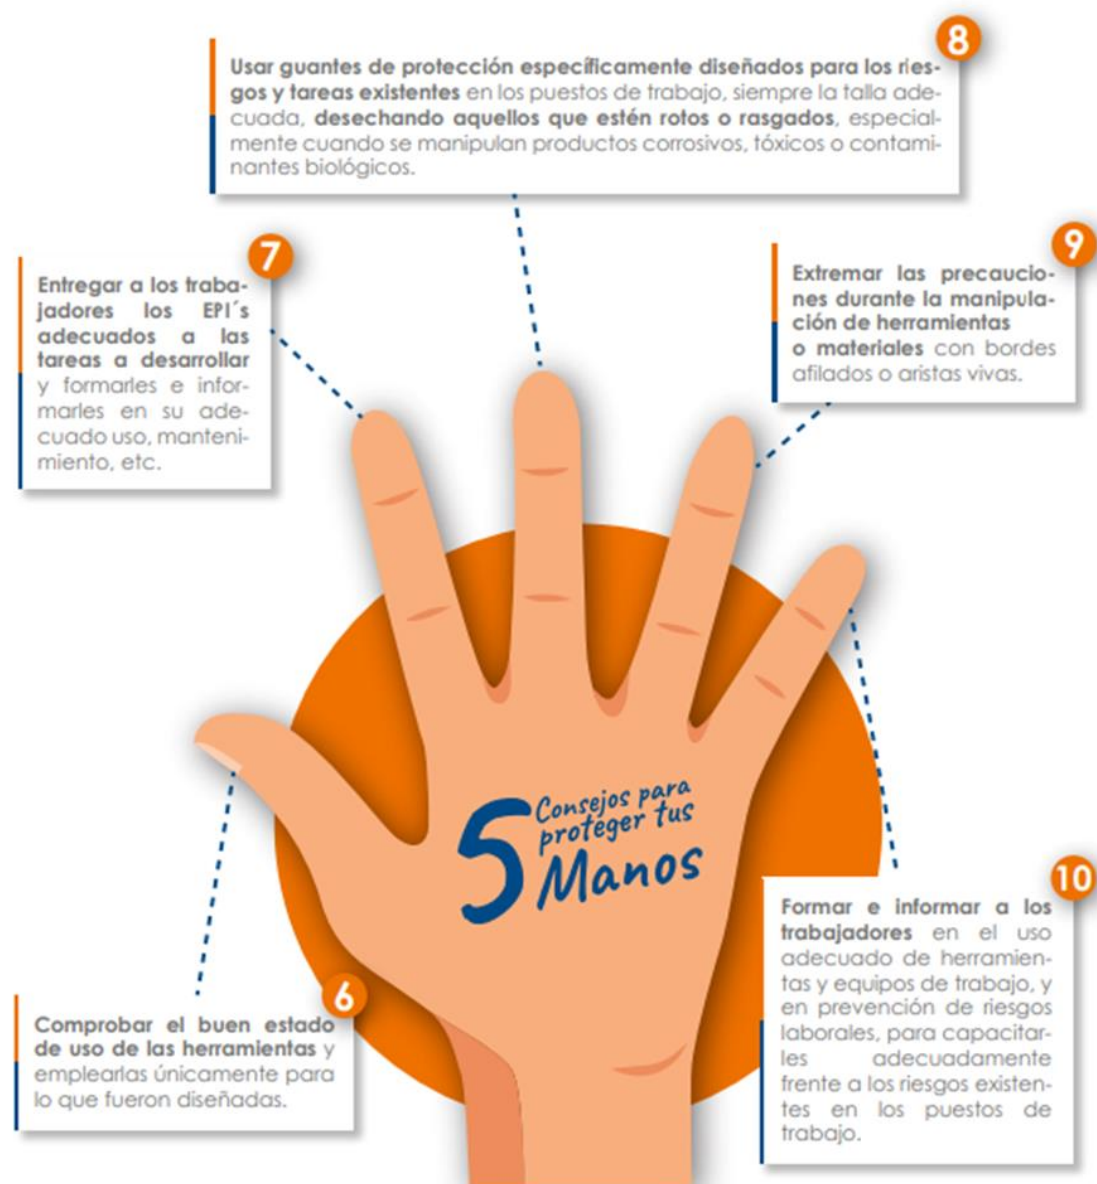 8
Usar guantes de protección específicamente diseñados para los ries-
gos y tareas existentes en los puestos de trabajo, siempre la talla ade-
cuada, desechando aquellos que estén rotos o rasgados, especial-
mente cuando se manipulan productos corrosivos, tóxicos o contami-
nantes biológicos.
7
Entregar a los traba-
jadores los EPI´s
adecuados a las
tareas a desarrollar
y formarles e infor-
marles en su ade-
cuado uso, manteni-
miento, etc.
9
Extremar las precaucio-
nes durante la manipula-
ción de herramientas
o materiales con bordes
afilados o aristas vivas.
5 Consejos para
proteger tus
Manos
6
Comprobar el buen estado
de uso de las herramientas y
emplearlas únicamente para
lo que fueron diseñadas.
10
Formar e informar a los
trabajadores en el uso
adecuado de herramien-
tas y equipos de trabajo, y
en prevención de riesgos
laborales, para capacitar-
les adecuadamente
frente a los riesgos existen-
tes en los puestos de
trabajo.